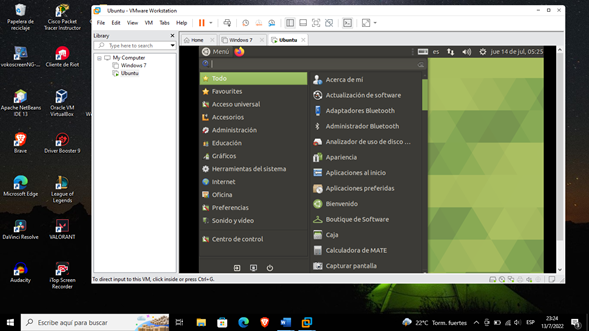 Papelera de
reciclaje
Cisco Packet
Tracer Instructor
vokoscreenNG-...
Cliente de Riot
Apache NetBeans
IDE 13
Oracle VM
VirtualBox
Brave
Driver Booster 9
Microsoft Edge
League of
Legends
DaVinci Resolve
VALORANT
Audacity
iTop Screen
Recorder
Ubuntu - VMware Workstation
File Edit View VM Tabs Help
Library
Type here to search
My Computer
Windows 7
Ubuntu
Home
Windows 7
Ubuntu
Menú
es
jue 14 de jul, 05:25
Todo
Favourites
Acceso universal
Accesorios
Administración
Educación
Gráficos
Herramientas del sistema
Internet
Oficina
Preferencias
Sonido y vídeo
Centro de control
Acerca de mí
Actualización de software
Adaptadores Bluetooth
Administrador Bluetooth
Analizador de uso de disco ...
Apariencia
Aplicaciones al inicio
Aplicaciones preferidas
Bienvenido
Boutique de Software
Caja
Calculadora de MATE
Capturar pantalla
To direct input to this VM, click inside or press Ctrl+G.
Escribe aquí para buscar
22°C Torm. fuertes
ESP
23:24
13/7/2022